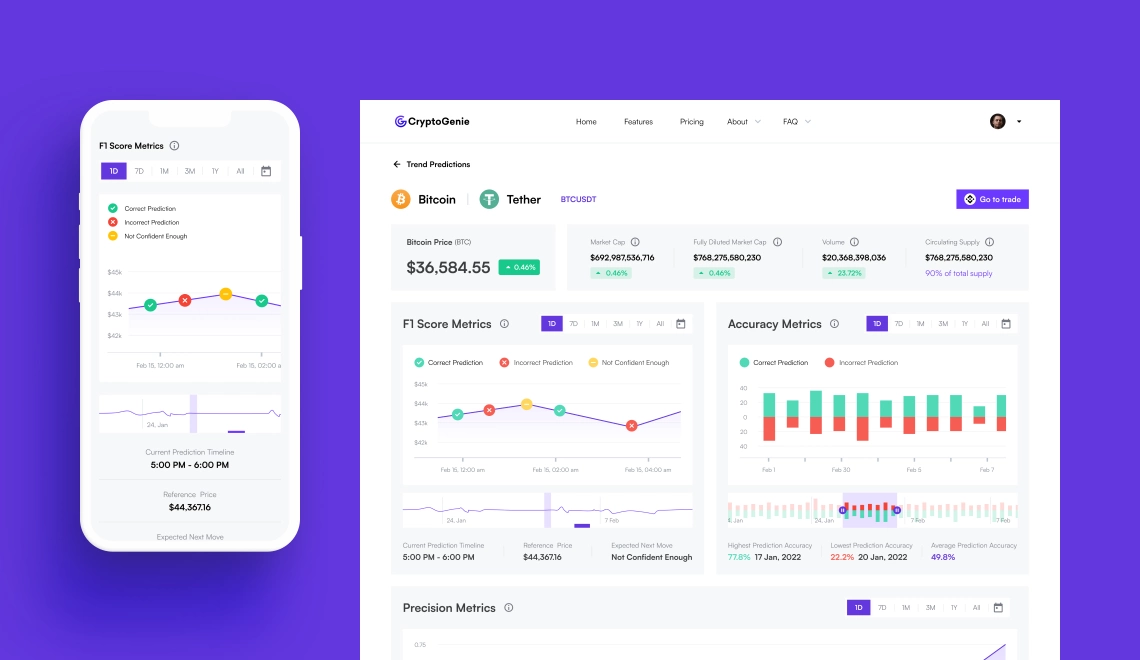 F1 Score Metrics
1D 7D 1M 3M 1Y All
Correct Prediction
Incorrect Prediction
Not Confident Enough
$45k
$44k
$43k
$42k
Feb 15, 12:00 am Feb 15, 02:00 a
24. Jan
Current Prediction Timeline
5:00 PM - 6:00 PM
Reference Price
$44,367.16
Expected Next Move
CryptoGenie
Home Features Pricing About FAQ
Trend Predictions
Bitcoin Tether BTCUSDT
Go to trade
Bitcoin Price (BTC)
$36,584.55 0.46%
Market Cap Fully Diluted Market Cap Volume Circulating Supply
$692,987,536,716 $768,275,580,230 $20,368,398,036 $768,275,580,230
0.46% 0.46% 23.72% 90% of total supply
F1 Score Metrics
1D 7D 1M 3M 1Y All
Correct Prediction Incorrect Prediction Not Confident Enough
$45k
$44k
$43k
$42k
Feb 15, 12:00 am Feb 15, 02:00 am Feb 15, 04:00 am
24. Jan 7 Feb
Current Prediction Timeline Reference Price Expected Next Move
5:00 PM - 6:00 PM $44,367.16 Not Confident Enough
Accuracy Metrics
1D 7D 1M 3M 1Y All
Correct Prediction Incorrect Prediction
40
20
0
20
40
Feb 1 Feb 30 Feb 5 Feb 7
. Jan 24. Jan 7 Feb 7 Feb
Highest Prediction Accuracy Lowest Prediction Accuracy Average Prediction Accuracy
77.8% 17 Jan, 2022 22.2% 20 Jan, 2022 49.8%
Precision Metrics
1D 7D 1M 3M 1Y All
0.75